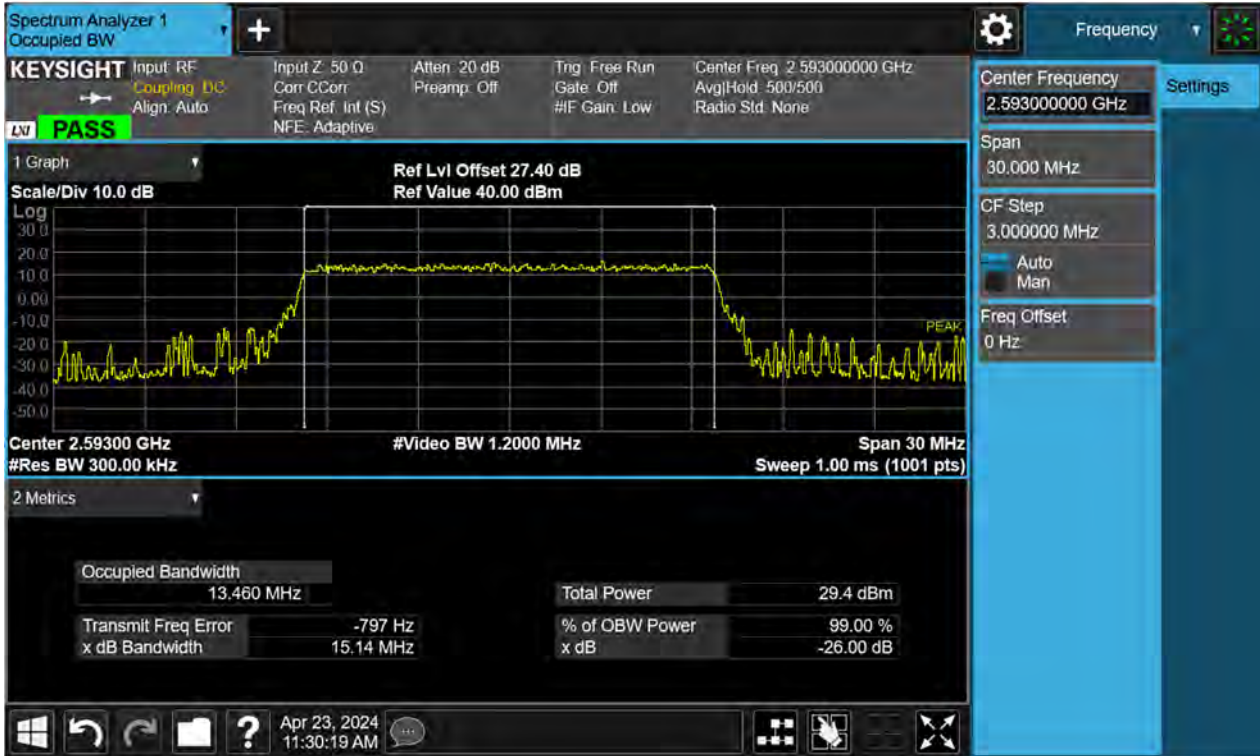 Spectrum Analyzer 1
Occupied BW
+
Frequency
KEYSIGHT
LXI PASS
Input: RF
Coupling: DC
Align: Auto
Input Z: 50 Ω
Corr CCorr
Freq Ref: Int (S)
NFE: Adaptive
Atten: 20 dB
Preamp: Off
Trig: Free Run
Gate: Off
#IF Gain: Low
Center Freq: 2.593000000 GHz
Avg|Hold: 500/500
Radio Std: None
Center Frequency
2.593000000 GHz
Settings
Span
30.000 MHz
CF Step
3.000000 MHz
Auto
Man
Freq Offset
0 Hz
1 Graph
Scale/Div 10.0 dB
Ref Lvl Offset 27.40 dB
Ref Value 40.00 dBm
Log
30.0
20.0
10.0
0.00
-10.0
-20.0
-30.0
-40.0
-50.0
PEAK
Center 2.59300 GHz
#Res BW 300.00 kHz
#Video BW 1.2000 MHz
Span 30 MHz
Sweep 1.00 ms (1001 pts)
2 Metrics
Occupied Bandwidth
13.460 MHz
Transmit Freq Error -797 Hz
x dB Bandwidth 15.14 MHz
Total Power 29.4 dBm
% of OBW Power 99.00 %
x dB -26.00 dB
?
Apr 23, 2024
11:30:19 AM